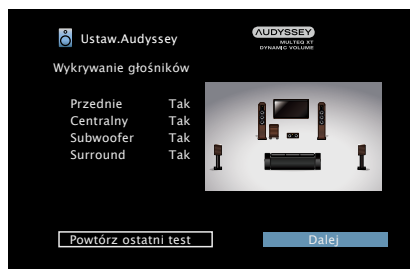 Ustaw.Audyssey
AUDYSSEY
MULTEQ XT
DYNAMIC VOLUME
Wykrywanie głośników
Przednie Tak
Centralny Tak
Subwoofer Tak
Surround Tak
Powtórz ostatni test
Dalej